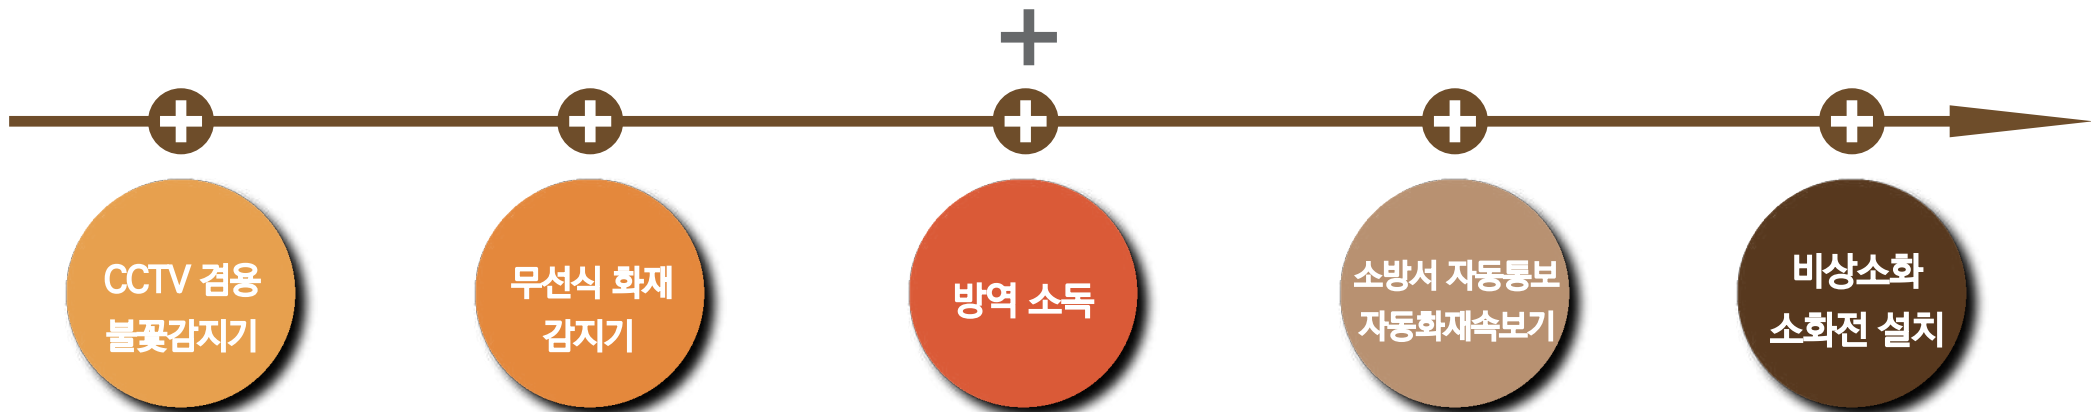 CCTV 겸용
불꽃감지기
무선식 화재
감지기
방역 소독
소방서 자동통보
자동화재속보기
비상소화
소화전 설치